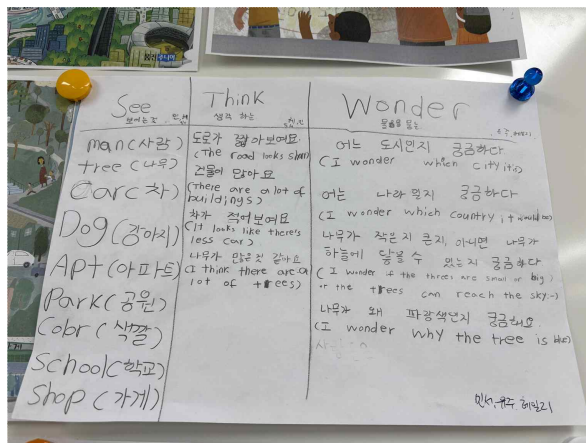 See
Think
Wonder
보이는 것
생각 하는
man(사람)
tree(나무)
Car(차)
Dog(강아지)
Apt(아파트)
Park(공원)
Color(색깔)
School(학교)
Shop(가게)
도로가 짧아보여요
(The road looks short)
건물이 많아요
(There are a lot of
buildings)
차가 적어보여요
(It looks like there's
less car)
나무가 많은것 같아요
(I think there are a
lot of trees)
어느 도시인지 궁금하다
(I wonder which city it is)
어는 나라 일지 궁금하다
(I wonder which country it would be)
나무가 작은지 큰지, 아니면 나무가
하늘에 닿을 수 있는지 궁금하다
(I wonder if the threes are small or big
or the trees can reach the sky.)
나무가 왜 파랑색인지 궁금해요
(I wonder why the tree is blue)
민서, 우주, 헤일리